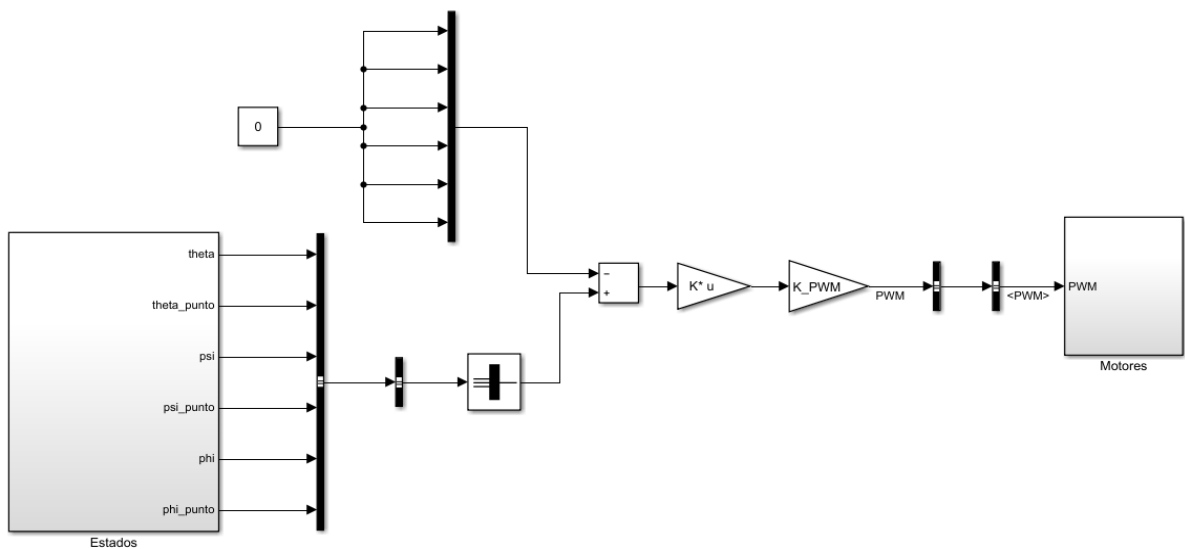 0
theta
theta_punto
psi
psi_punto
phi
phi_punto
Estados
−
+
K* u
K_PWM
PWM
<PWM>
PWM
Motores